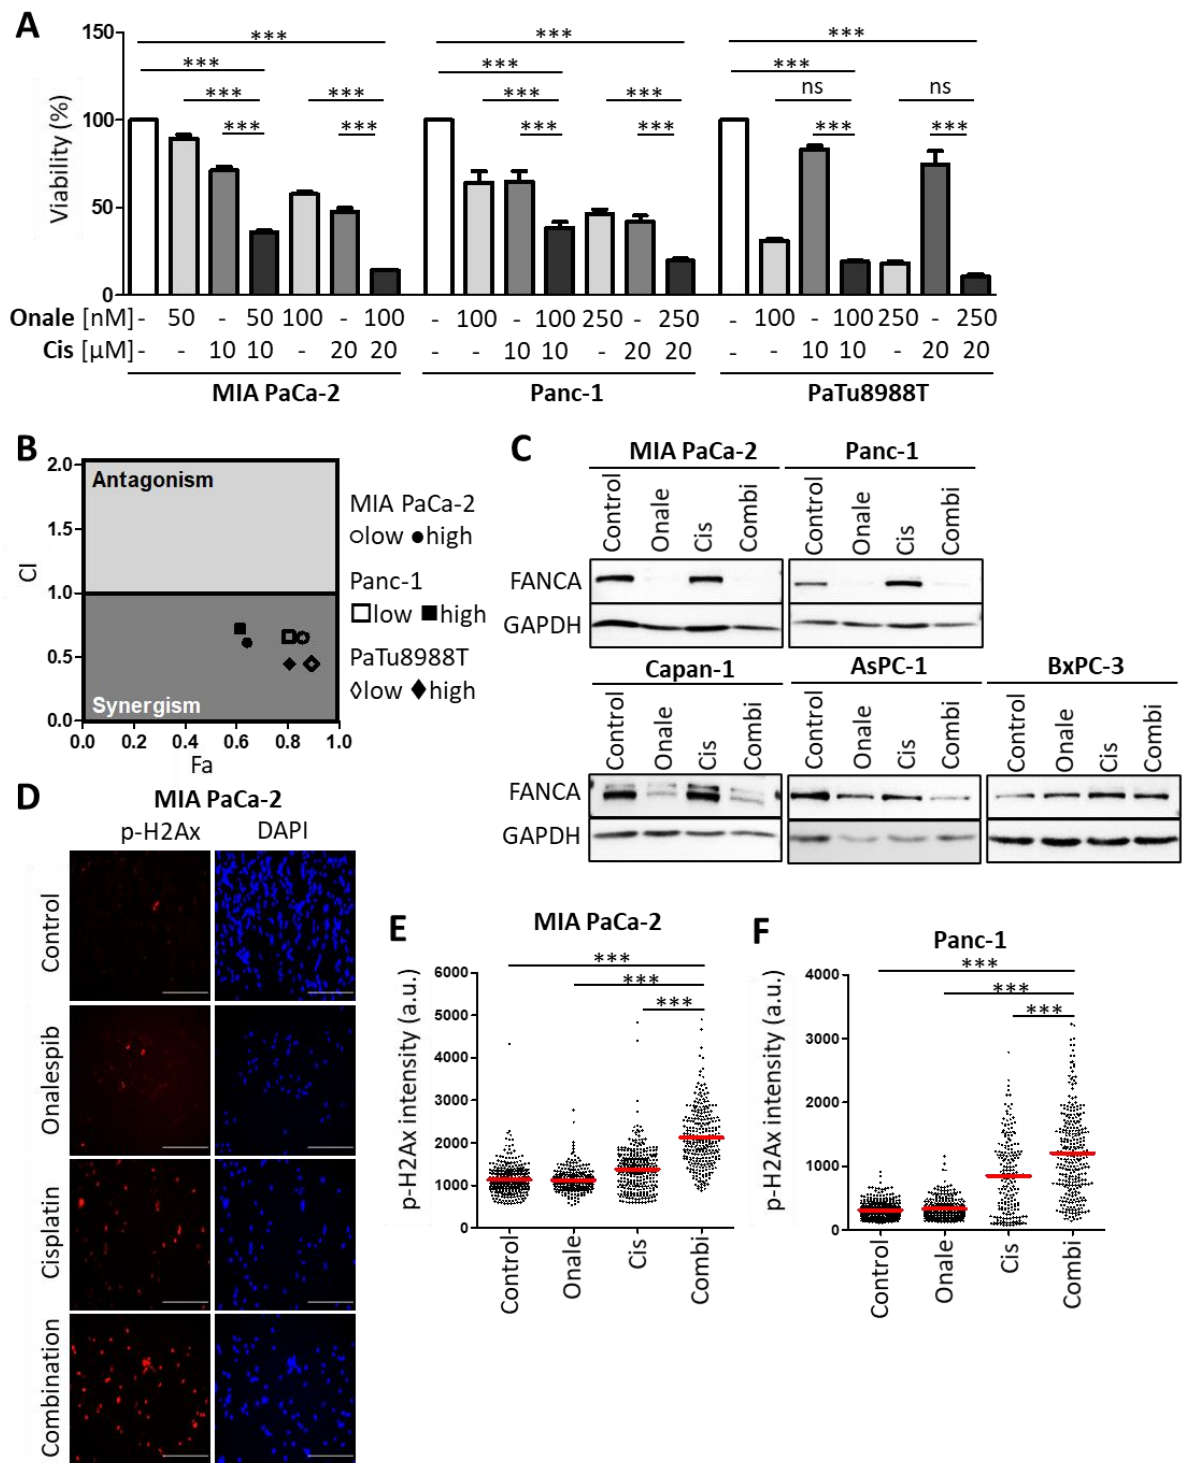 A
150
100
50
0
Viability (%)
*** *** ***
*** *** ***
*** *** *** *** ns ns
*** *** *** *** *** ***
Onale [nM] - 50 - 50 100 - 100 - 100 - 100 250 - 250 - 100 - 100 250 - 250
Cis [µM] - - 10 10 - 20 20 - - 10 10 - 20 20 - - 10 10 - 20 20
MIA PaCa-2 Panc-1 PaTu8988T
B
2.0
1.5
1.0
0.5
0.0
CI
Antagonism
Synergism
0.0 0.2 0.4 0.6 0.8 1.0
Fa
MIA PaCa-2
low high
Panc-1
low high
PaTu8988T
low high
C
MIA PaCa-2 Panc-1
Control Onale Cis Combi Control Onale Cis Combi
FANCA
GAPDH
Capan-1 AsPC-1 BxPC-3
Control Onale Cis Combi Control Onale Cis Combi Control Onale Cis Combi
FANCA
GAPDH
D
MIA PaCa-2
p-H2Ax DAPI
Control
Onalespib
Cisplatin
Combination
E
MIA PaCa-2
***
***
***
6000
5000
4000
3000
2000
1000
0
p-H2Ax intensity (a.u.)
Control Onale Cis Combi
F
Panc-1
***
***
***
4000
3000
2000
1000
0
p-H2Ax intensity (a.u.)
Control Onale Cis Combi